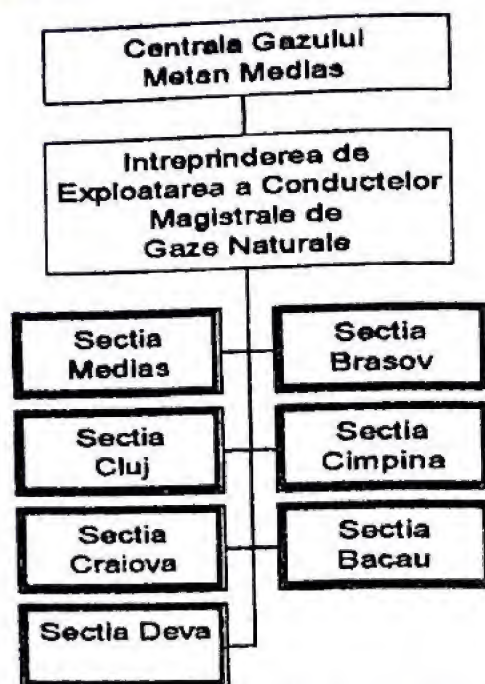 Centrala Gazului
Metan Medias
Intreprinderea de
Exploatarea a Conductelor
Magistrale de
Gaze Naturale
Sectia
Medias
Sectia
Brasov
Sectia
Cluj
Sectia
Cimpina
Sectia
Craiova
Sectia
Bacau
Sectia Deva